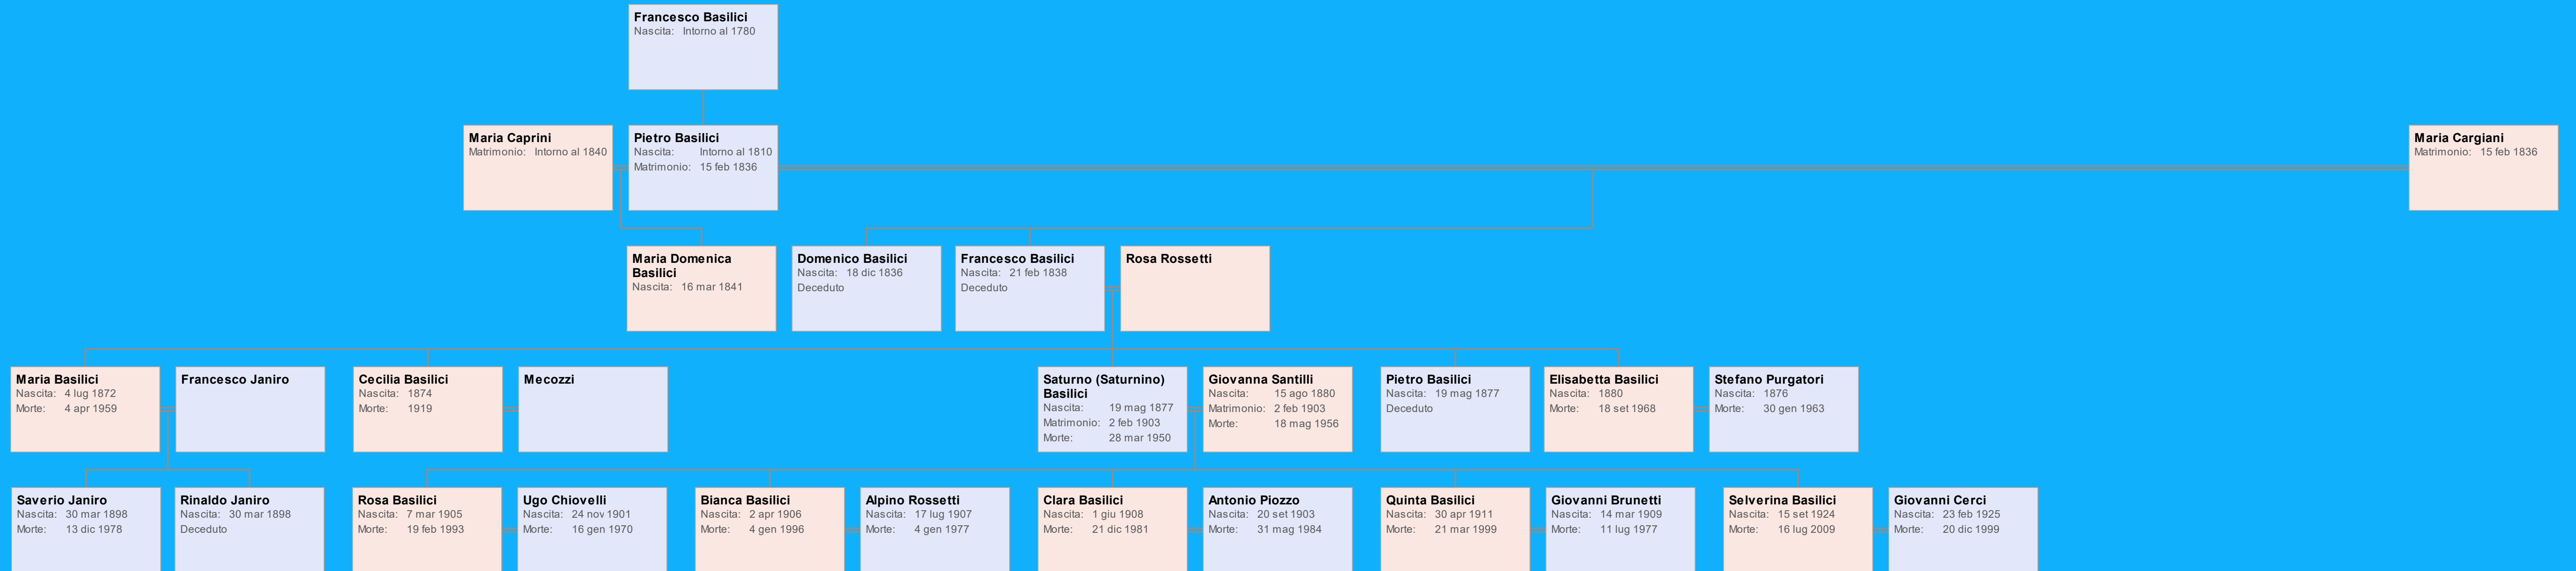 Francesco Basilici
Nascita: Intorno al 1780
Maria Caprini
Matrimonio: Intorno al 1840
Pietro Basilici
Nascita: Intorno al 1810
Matrimonio: 15 feb 1836
Maria Cargiani
Matrimonio: 15 feb 1836
Maria Domenica
Basilici
Nascita: 16 mar 1841
Domenico Basilici
Nascita: 18 dic 1836
Deceduto
Francesco Basilici
Nascita: 21 feb 1838
Deceduto
Rosa Rossetti
Maria Basilici
Nascita: 4 lug 1872
Morte: 4 apr 1959
Francesco Janiro
Cecilia Basilici
Nascita: 1874
Morte: 1919
Mecozzi
Saturno (Saturnino)
Basilici
Nascita: 19 mag 1877
Matrimonio: 2 feb 1903
Morte: 28 mar 1950
Giovanna Santilli
Nascita: 15 ago 1880
Matrimonio: 2 feb 1903
Morte: 18 mag 1956
Pietro Basilici
Nascita: 19 mag 1877
Deceduto
Elisabetta Basilici
Nascita: 1880
Morte: 18 set 1968
Stefano Purgatori
Nascita: 1876
Morte: 30 gen 1963
Saverio Janiro
Nascita: 30 mar 1898
Morte: 13 dic 1978
Rinaldo Janiro
Nascita: 30 mar 1898
Deceduto
Rosa Basilici
Nascita: 7 mar 1905
Morte: 19 feb 1993
Ugo Chiovelli
Nascita: 24 nov 1901
Morte: 16 gen 1970
Bianca Basilici
Nascita: 2 apr 1906
Morte: 4 gen 1996
Alpino Rossetti
Nascita: 17 lug 1907
Morte: 4 gen 1977
Clara Basilici
Nascita: 1 giu 1908
Morte: 21 dic 1981
Antonio Piozzo
Nascita: 20 set 1903
Morte: 31 mag 1984
Quinta Basilici
Nascita: 30 apr 1911
Morte: 21 mar 1999
Giovanni Brunetti
Nascita: 14 mar 1909
Morte: 11 lug 1977
Selverina Basilici
Nascita: 15 set 1924
Morte: 16 lug 2009
Giovanni Cerci
Nascita: 23 feb 1925
Morte: 20 dic 1999